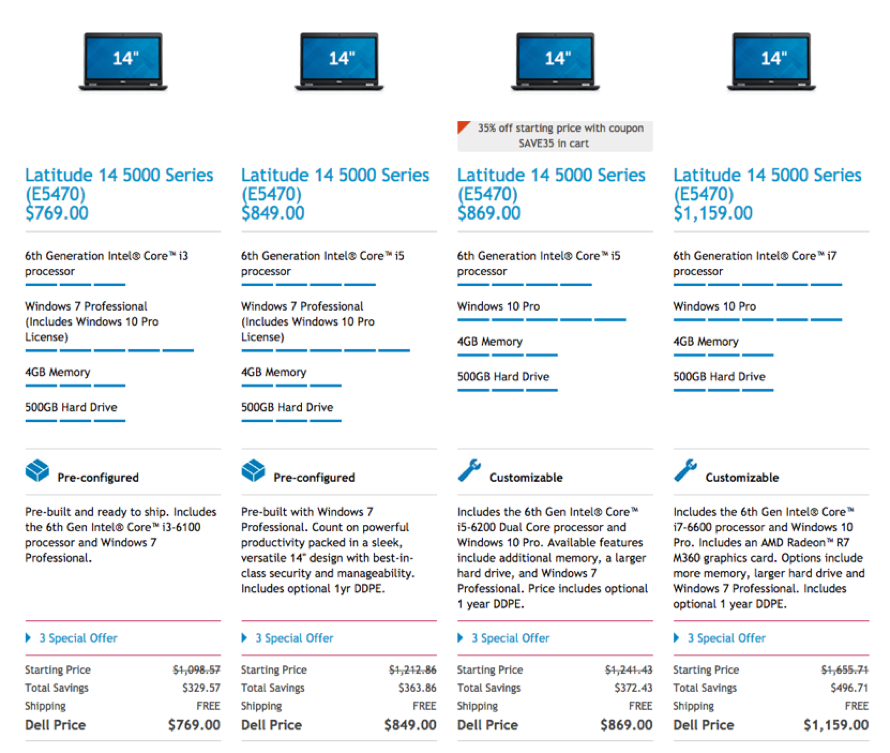 14"
14"
14"
14"
35% off starting price with coupon
SAVE35 in cart
Latitude 14 5000 Series
(E5470)
$769.00
6th Generation Intel® Core™ i3
processor
Windows 7 Professional
(Includes Windows 10 Pro
License)
4GB Memory
500GB Hard Drive
Pre-configured
Pre-built and ready to ship. Includes
the 6th Gen Intel® Core™ i3-6100
processor and Windows 7
Professional.
3 Special Offer
Starting Price $1,098.57
Total Savings $329.57
Shipping FREE
Dell Price $769.00
Latitude 14 5000 Series
(E5470)
$849.00
6th Generation Intel® Core™ i5
processor
Windows 7 Professional
(Includes Windows 10 Pro
License)
4GB Memory
500GB Hard Drive
Pre-configured
Pre-built with Windows 7
Professional. Count on powerful
productivity packed in a sleek,
versatile 14" design with best-in-
class security and manageability.
Includes optional 1yr DDPE.
3 Special Offer
Starting Price $1,212.86
Total Savings $363.86
Shipping FREE
Dell Price $849.00
Latitude 14 5000 Series
(E5470)
$869.00
6th Generation Intel® Core™ i5
processor
Windows 10 Pro
4GB Memory
500GB Hard Drive
Customizable
Includes the 6th Gen Intel® Core™
i5-6200 Dual Core processor and
Windows 10 Pro. Available features
include additional memory, a larger
hard drive, and Windows 7
Professional. Price includes optional
1 year DDPE.
3 Special Offer
Starting Price $1,241.43
Total Savings $372.43
Shipping FREE
Dell Price $869.00
Latitude 14 5000 Series
(E5470)
$1,159.00
6th Generation Intel® Core™ i7
processor
Windows 10 Pro
4GB Memory
500GB Hard Drive
Customizable
Includes the 6th Gen Intel® Core™
i7-6600 processor and Windows 10
Pro. Includes an AMD Radeon™ R7
M360 graphics card. Options include
more memory, larger hard drive and
Windows 7 Professional. Includes
optional 1 year DDPE.
3 Special Offer
Starting Price $1,655.71
Total Savings $496.71
Shipping FREE
Dell Price $1,159.00